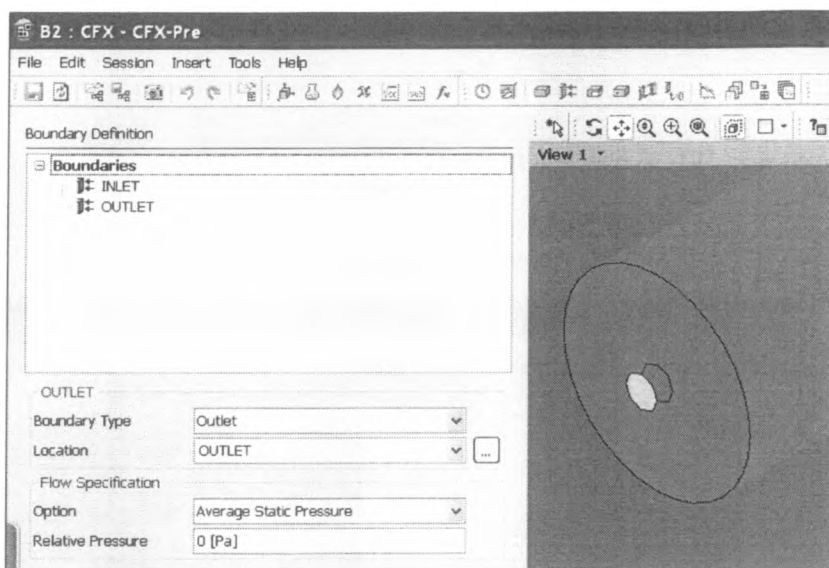 B2 : CFX - CFX-Pre
File Edit Session Insert Tools Help
Boundary Definition
View 1
Boundaries
INLET
OUTLET
OUTLET
Boundary Type Outlet
Location OUTLET ...
Flow Specification
Option Average Static Pressure
Relative Pressure 0 [Pa]